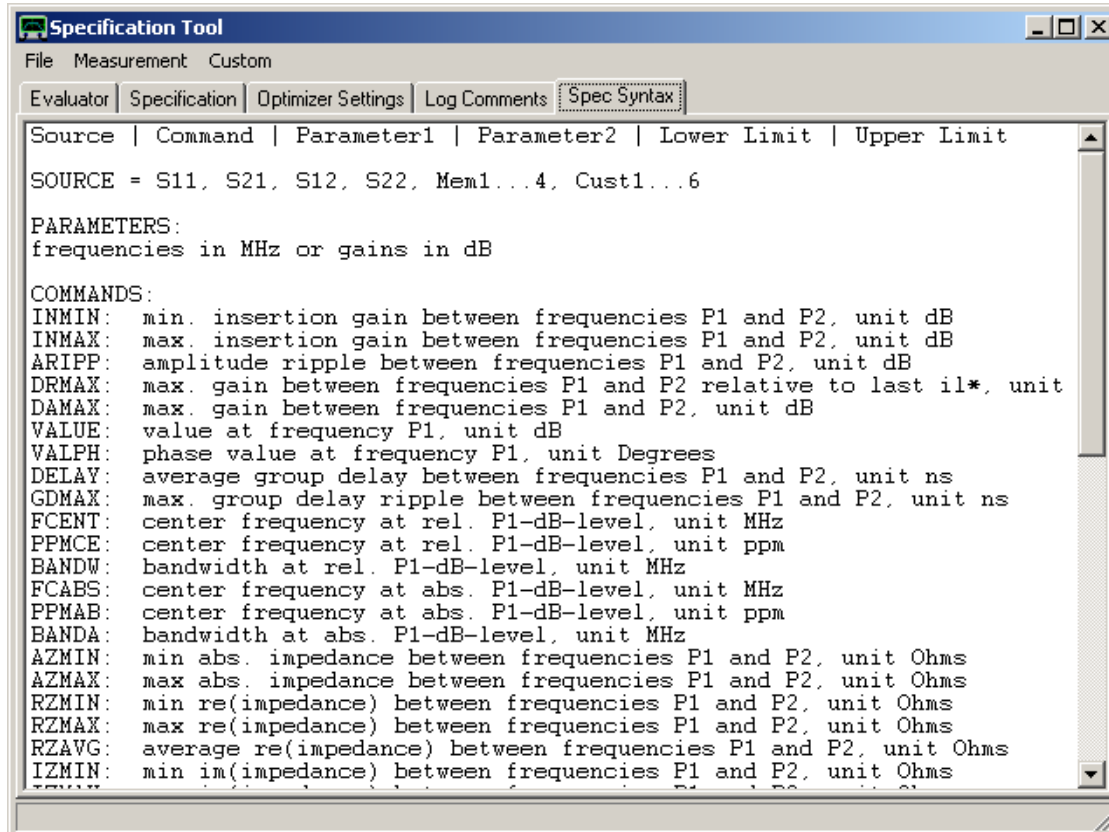 Specification Tool
File Measurement Custom
Evaluator Specification Optimizer Settings Log Comments Spec Syntax
Source | Command | Parameter1 | Parameter2 | Lower Limit | Upper Limit
SOURCE = S11, S21, S12, S22, Mem1...4, Cust1...6
PARAMETERS:
frequencies in MHz or gains in dB
COMMANDS:
INMIN: min. insertion gain between frequencies P1 and P2, unit dB
INMAX: max. insertion gain between frequencies P1 and P2, unit dB
ARIPP: amplitude ripple between frequencies P1 and P2, unit dB
DRMAX: max. gain between frequencies P1 and P2 relative to last il*, unit
DAMAX: max. gain between frequencies P1 and P2, unit dB
VALUE: value at frequency P1, unit dB
VALPH: phase value at frequency P1, unit Degrees
DELAY: average group delay between frequencies P1 and P2, unit ns
GDMAX: max. group delay ripple between frequencies P1 and P2, unit ns
FCENT: center frequency at rel. P1-dB-level, unit MHz
PPMCE: center frequency at rel. P1-dB-level, unit ppm
BANDW: bandwidth at rel. P1-dB-level, unit MHz
FCABS: center frequency at abs. P1-dB-level, unit MHz
PPMAB: center frequency at abs. P1-dB-level, unit ppm
BANDA: bandwidth at abs. P1-dB-level, unit MHz
AZMIN: min abs. impedance between frequencies P1 and P2, unit Ohms
AZMAX: max abs. impedance between frequencies P1 and P2, unit Ohms
RZMIN: min re(impedance) between frequencies P1 and P2, unit Ohms
RZMAX: max re(impedance) between frequencies P1 and P2, unit Ohms
RZAVG: average re(impedance) between frequencies P1 and P2, unit Ohms
IZMIN: min im(impedance) between frequencies P1 and P2, unit Ohms